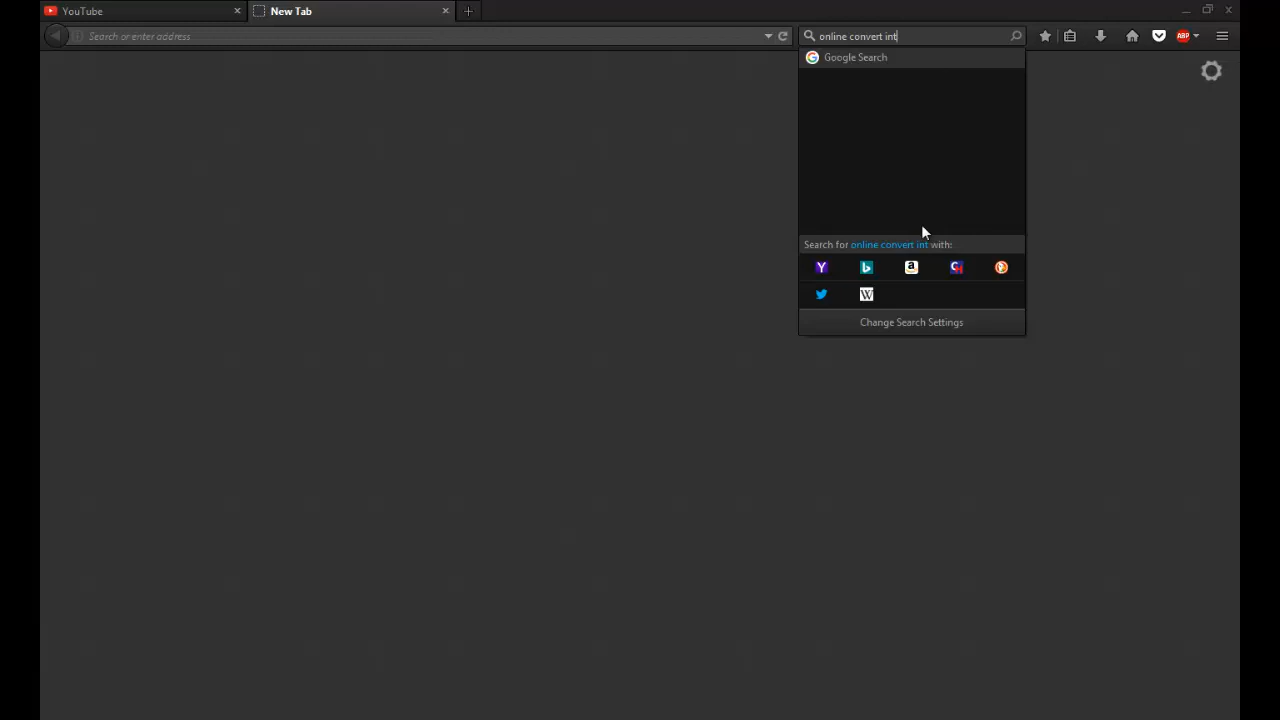 YouTube
New Tab
Search or enter address
online convert int
ABP
Google Search
Search for online convert int with:
Change Search Settings